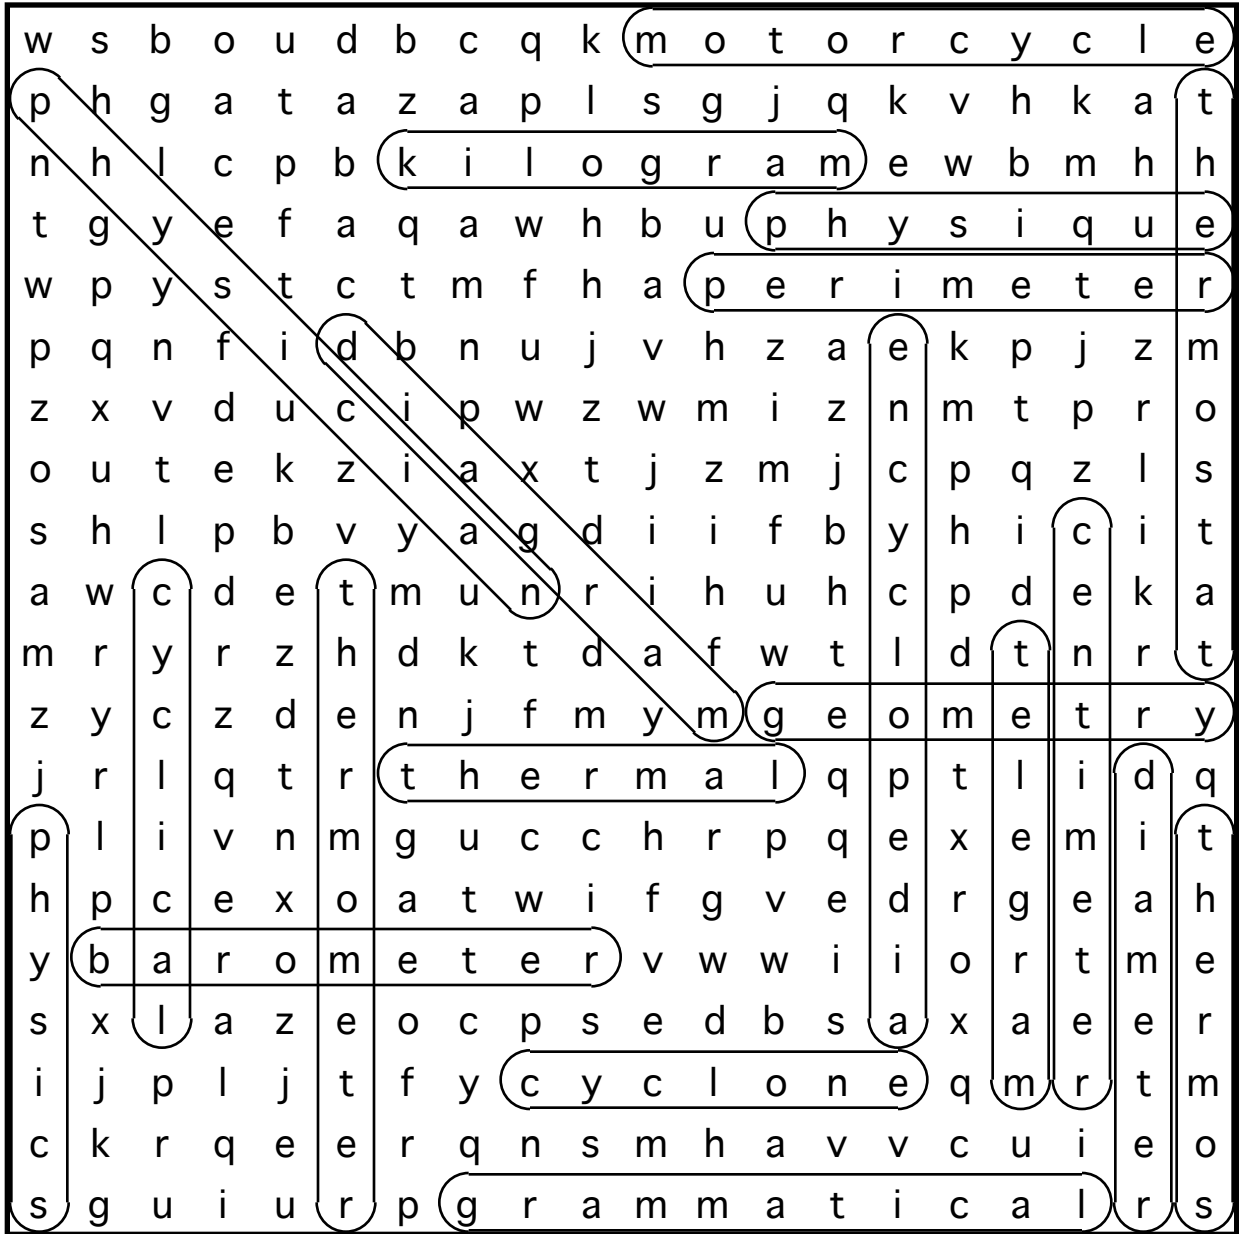 w s b o u d b c q k m o t o r c y c l e
p h g a t a z a p l s g j q k v h k a t
n h l c p b k i l o g r a m e w b m h h
t g y e f a q a w h b u p h y s i q u e
w p y s t c t m f h a p e r i m e t e r
p q n f i d b n u j v h z a e k p j z m
z x v d u c i p w z w m i z n m t p r o
o u t e k z i a x t j z m j c p q z l s
s h l p b v y a g d i i f b y h i c i t
a w c d e t m u n r i h u h c p d e k a
m r y r z h d k t d a f w t l d t n r t
z y c z d e n j f m y m g e o m e t r y
j r l q t r t h e r m a l q p t l i d q
p l i v n m g u c c h r p q e x e m i t
h p c e x o a t w i f g v e d r g e a h
y b a r o m e t e r v w w i i o r t m e
s x l a z e o c p s e d b s a x a e e r
i j p l j t f y c y c l o n e q m r t m
c k r q e e r q n s m h a v v c u i e o
s g u i u r p g r a m m a t i c a l r s